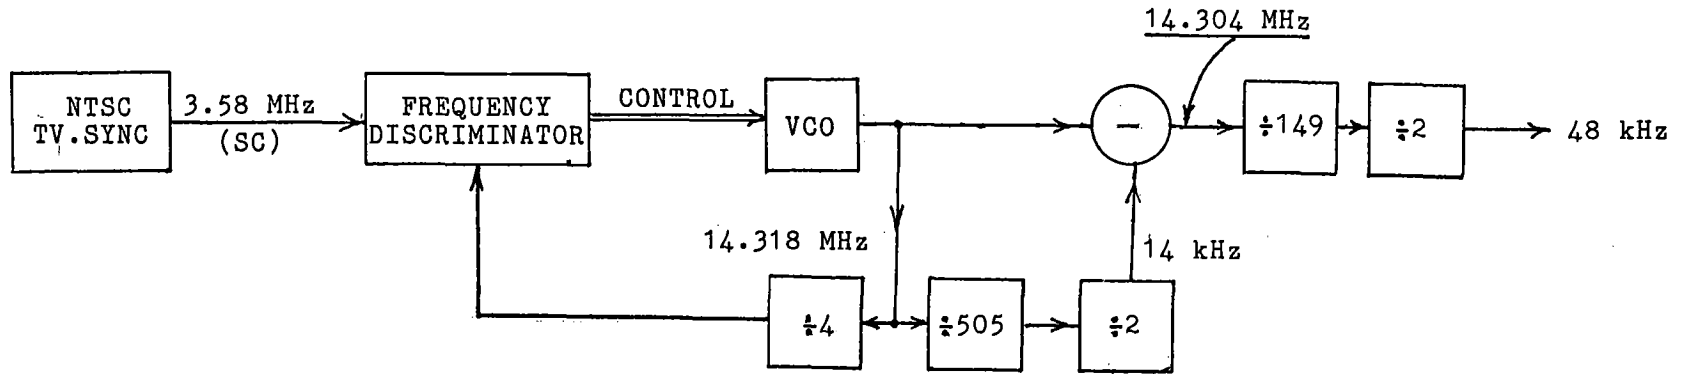 14.304 MHz
NTSC
TV.SYNC
3.58 MHz
(SC)
FREQUENCY
DISCRIMINATOR
CONTROL
VCO
−
÷149
÷2
48 kHz
14.318 MHz
14 kHz
÷4
÷505
÷2